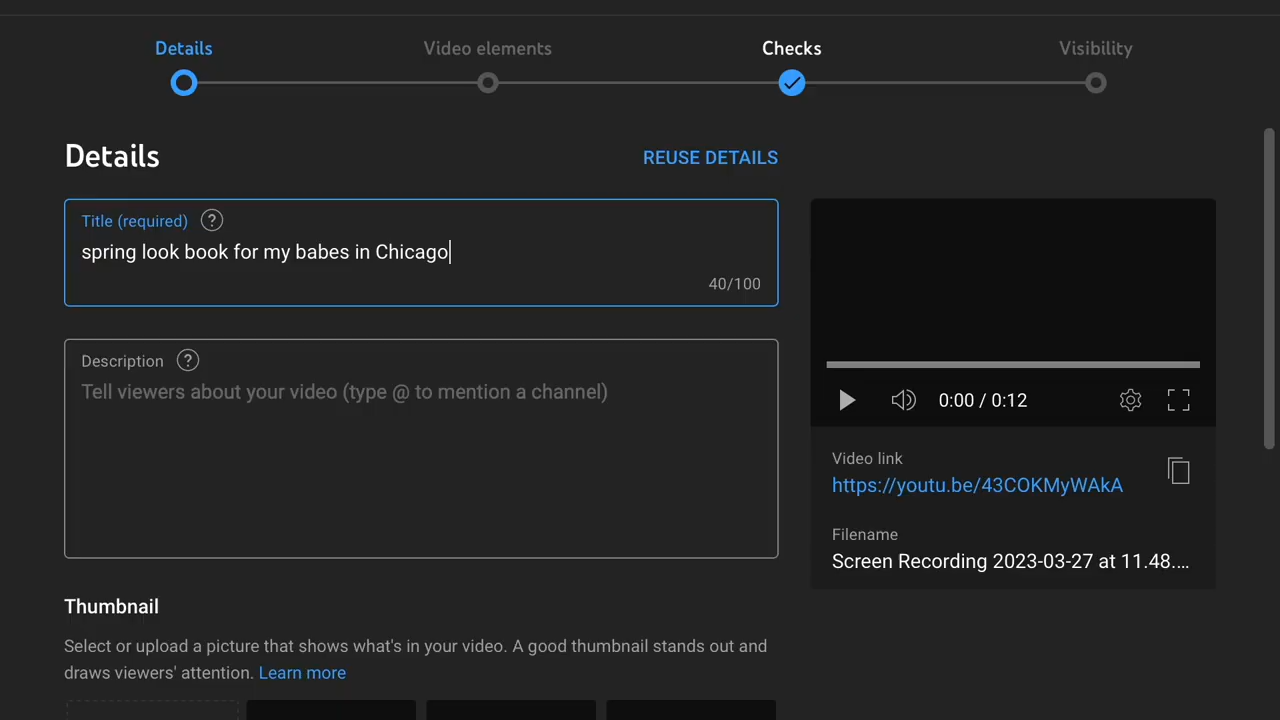 Details
Video elements
Checks
Visibility
Details
REUSE DETAILS
Title (required) ?
spring look book for my babes in Chicago
40/100
Description ?
Tell viewers about your video (type @ to mention a channel)
0:00 / 0:12
Video link
https://youtu.be/43COKMyWAkA
Filename
Screen Recording 2023-03-27 at 11.48....
Thumbnail
Select or upload a picture that shows what's in your video. A good thumbnail stands out and
draws viewers' attention. Learn more